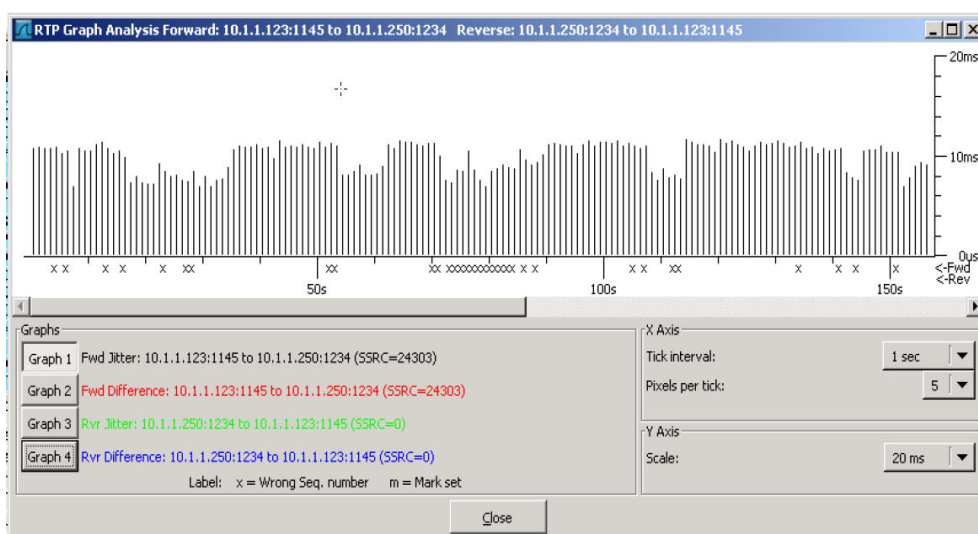 RTP Graph Analysis Forward: 10.1.1.123:1145 to 10.1.1.250:1234 Reverse: 10.1.1.250:1234 to 10.1.1.123:1145
20ms
10ms
0us
x x x x x xx xx xx xxxxxxxxxxxxxx x x x x xx x x x x <-Fwd
<-Rev
50s 100s 150s
Graphs
Graph 1 Fwd Jitter: 10.1.1.123:1145 to 10.1.1.250:1234 (SSRC=24303)
Graph 2 Fwd Difference: 10.1.1.123:1145 to 10.1.1.250:1234 (SSRC=24303)
Graph 3 Rvr Jitter: 10.1.1.250:1234 to 10.1.1.123:1145 (SSRC=0)
Graph 4 Rvr Difference: 10.1.1.250:1234 to 10.1.1.123:1145 (SSRC=0)
Label: x = Wrong Seq. number m = Mark set
X Axis
Tick interval: 1 sec
Pixels per tick: 5
Y Axis
Scale: 20 ms
Close